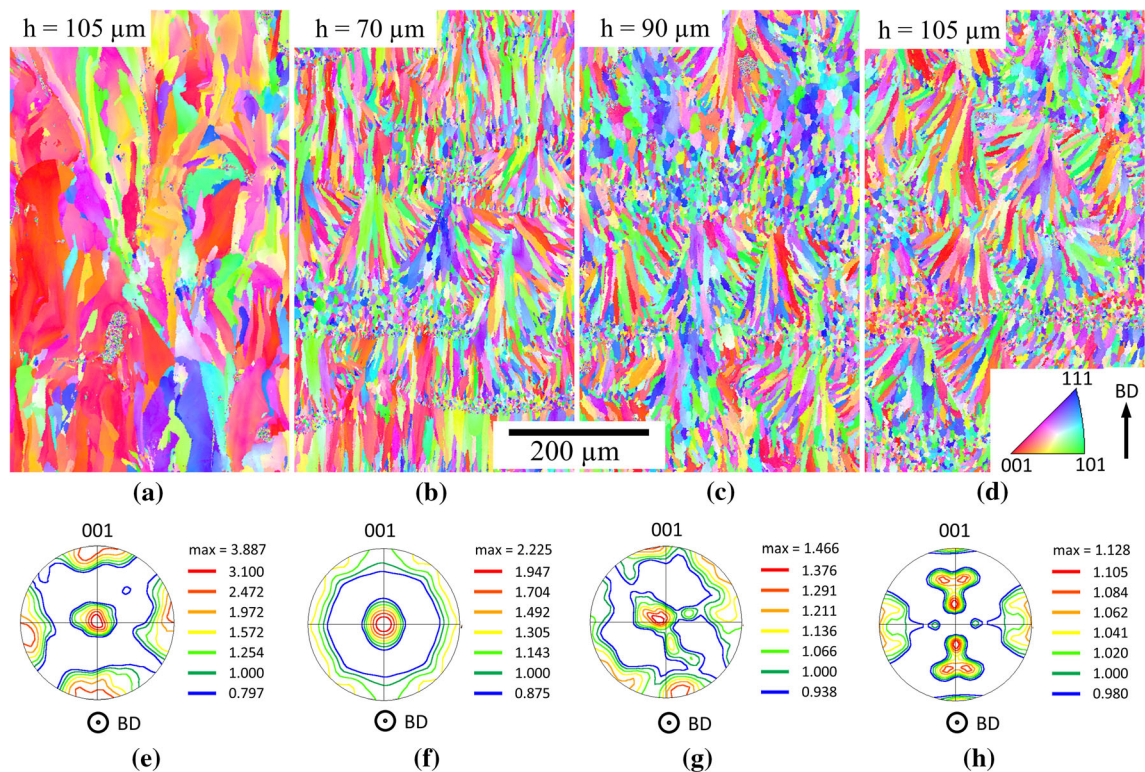 h = 105 µm
h = 70 µm
h = 90 µm
h = 105 µm
200 µm
111
001
101
BD
(a)
(b)
(c)
(d)
001
max = 3.887
3.100
2.472
1.972
1.572
1.254
1.000
0.797
BD
(e)
001
max = 2.225
1.947
1.704
1.492
1.305
1.143
1.000
0.875
BD
(f)
001
max = 1.466
1.376
1.291
1.211
1.136
1.066
1.000
0.938
BD
(g)
001
max = 1.128
1.105
1.084
1.062
1.041
1.020
1.000
0.980
BD
(h)